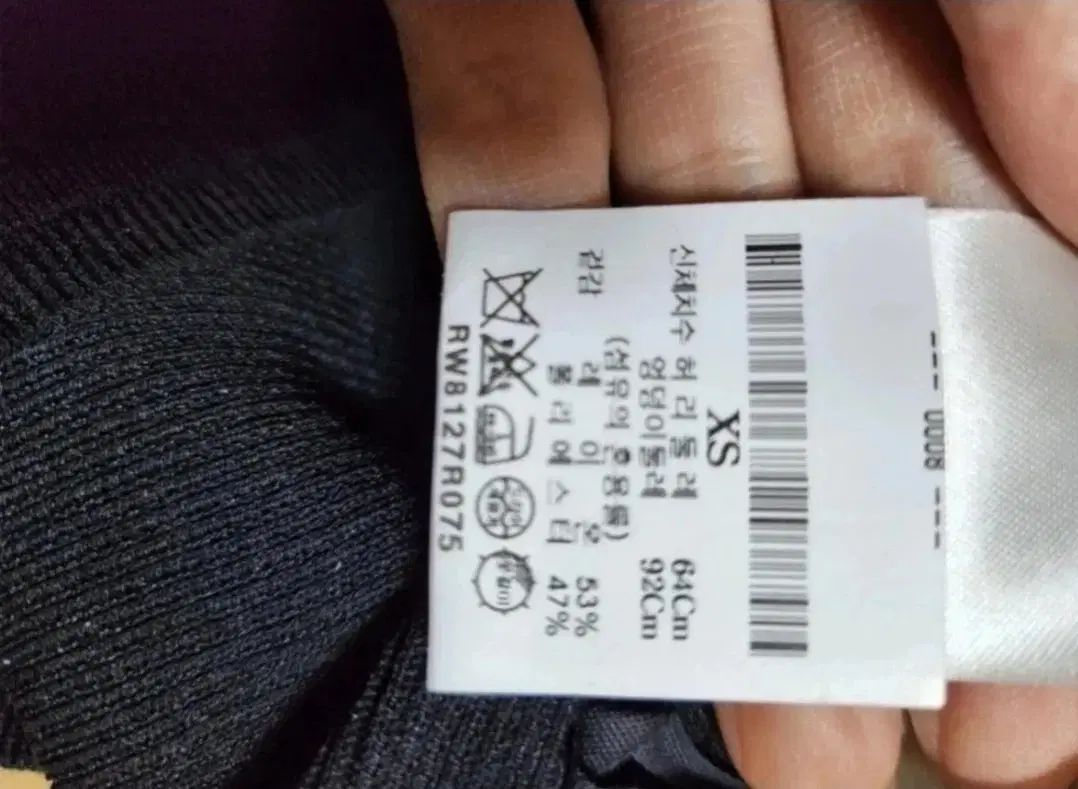 XS
신체치수 허리둘레 64Cm
엉덩이둘레 92Cm
(섬유의혼용율)
겉감 레이온 53%
폴리에스터 47%
RW8127R075